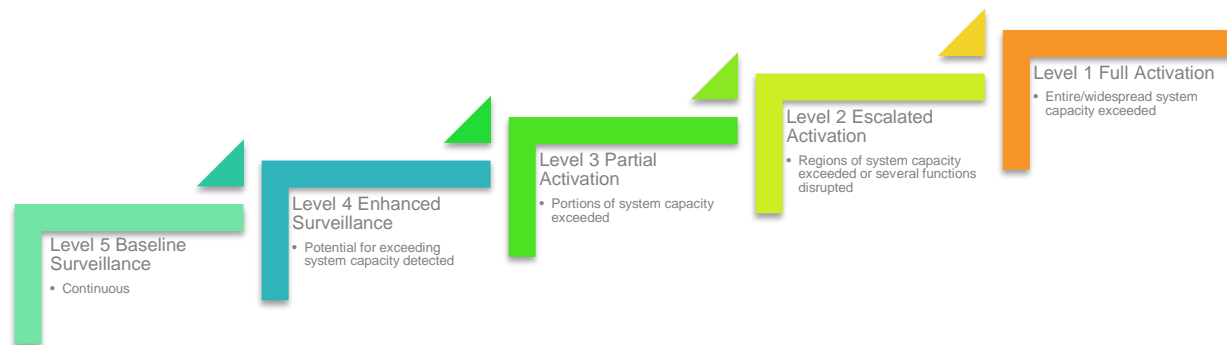 Level 5 Baseline
Surveillance
• Continuous
Level 4 Enhanced
Surveillance
• Potential for exceeding
system capacity detected
Level 3 Partial
Activation
• Portions of system capacity
exceeded
Level 2 Escalated
Activation
• Regions of system capacity
exceeded or several functions
disrupted
Level 1 Full Activation
• Entire/widespread system
capacity exceeded